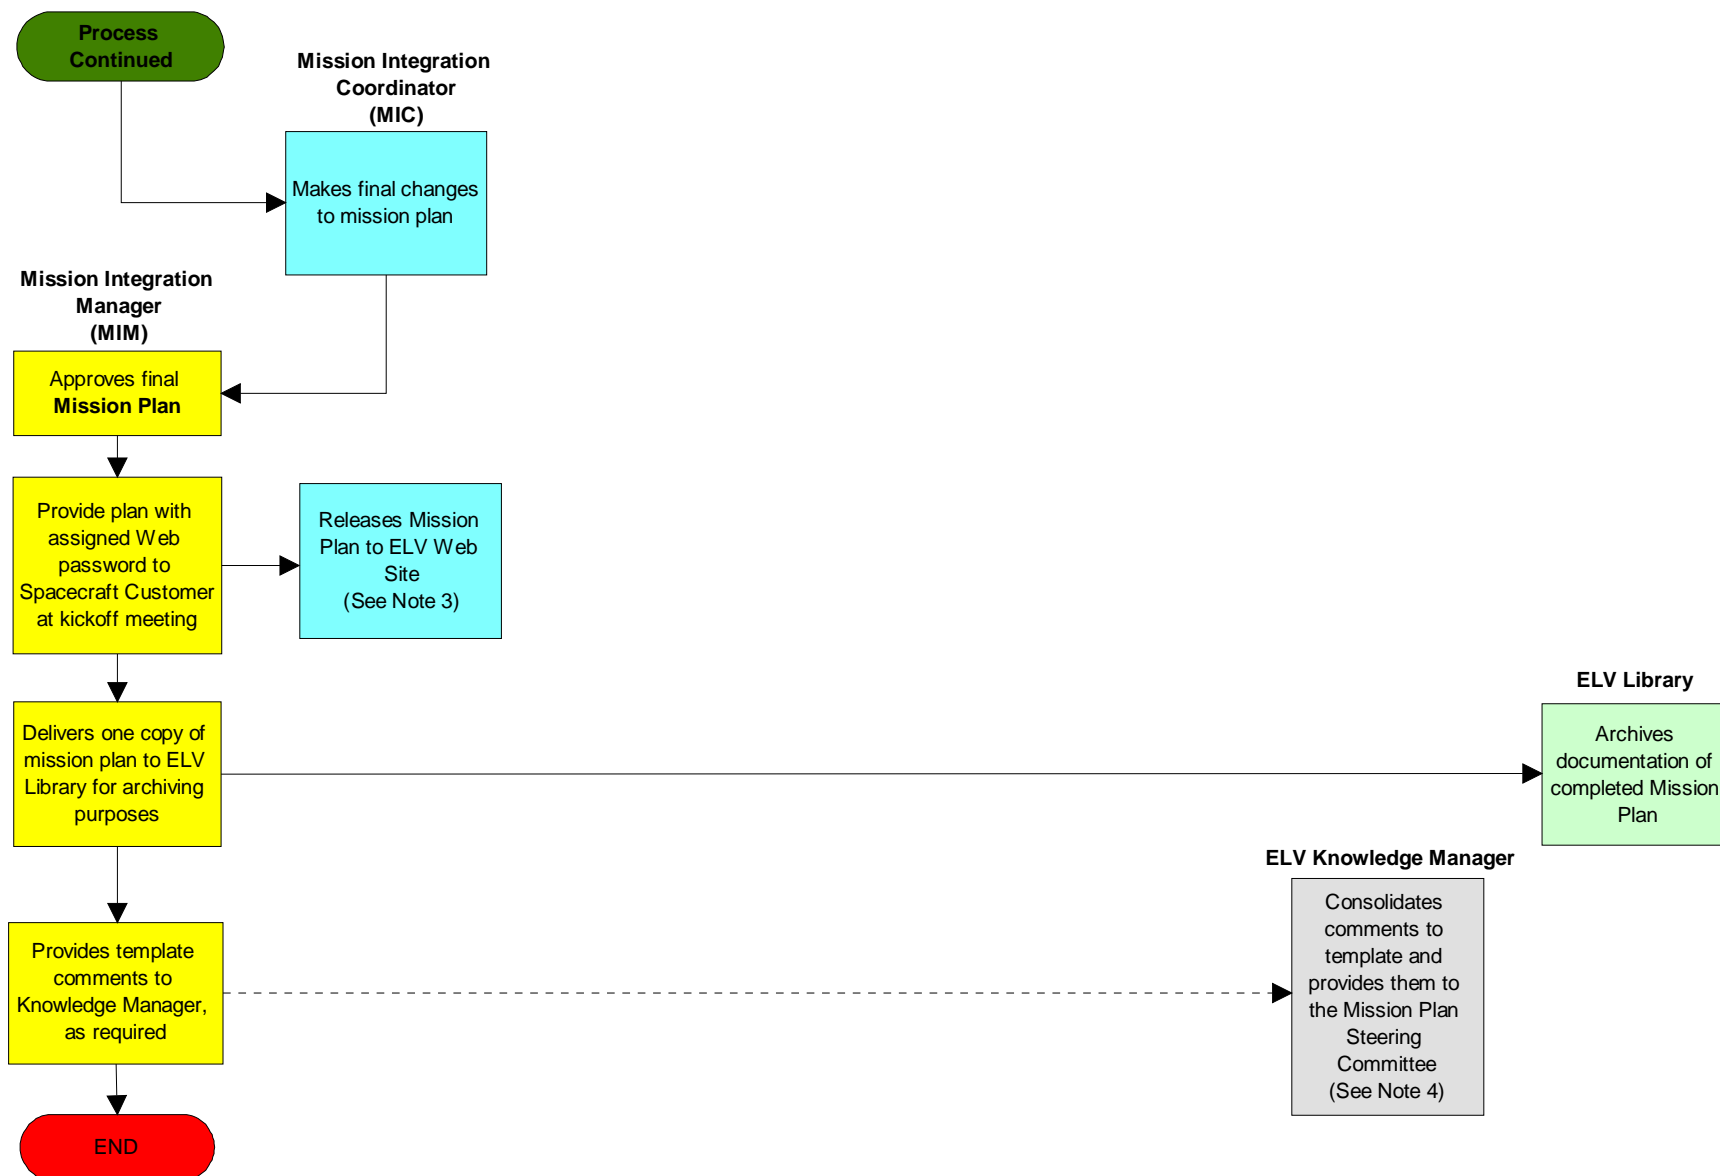 Process
Continued
Mission Integration
Coordinator
(MIC)
Makes final changes
to mission plan
Mission Integration
Manager
(MIM)
Approves final
Mission Plan
Provide plan with
assigned Web
password to
Spacecraft Customer
at kickoff meeting
Releases Mission
Plan to ELV Web
Site
(See Note 3)
Delivers one copy of
mission plan to ELV
Library for archiving
purposes
ELV Library
Archives
documentation of
completed Mission
Plan
ELV Knowledge Manager
Consolidates
comments to
template and
provides them to
the Mission Plan
Steering
Committee
(See Note 4)
Provides template
comments to
Knowledge Manager,
as required
END